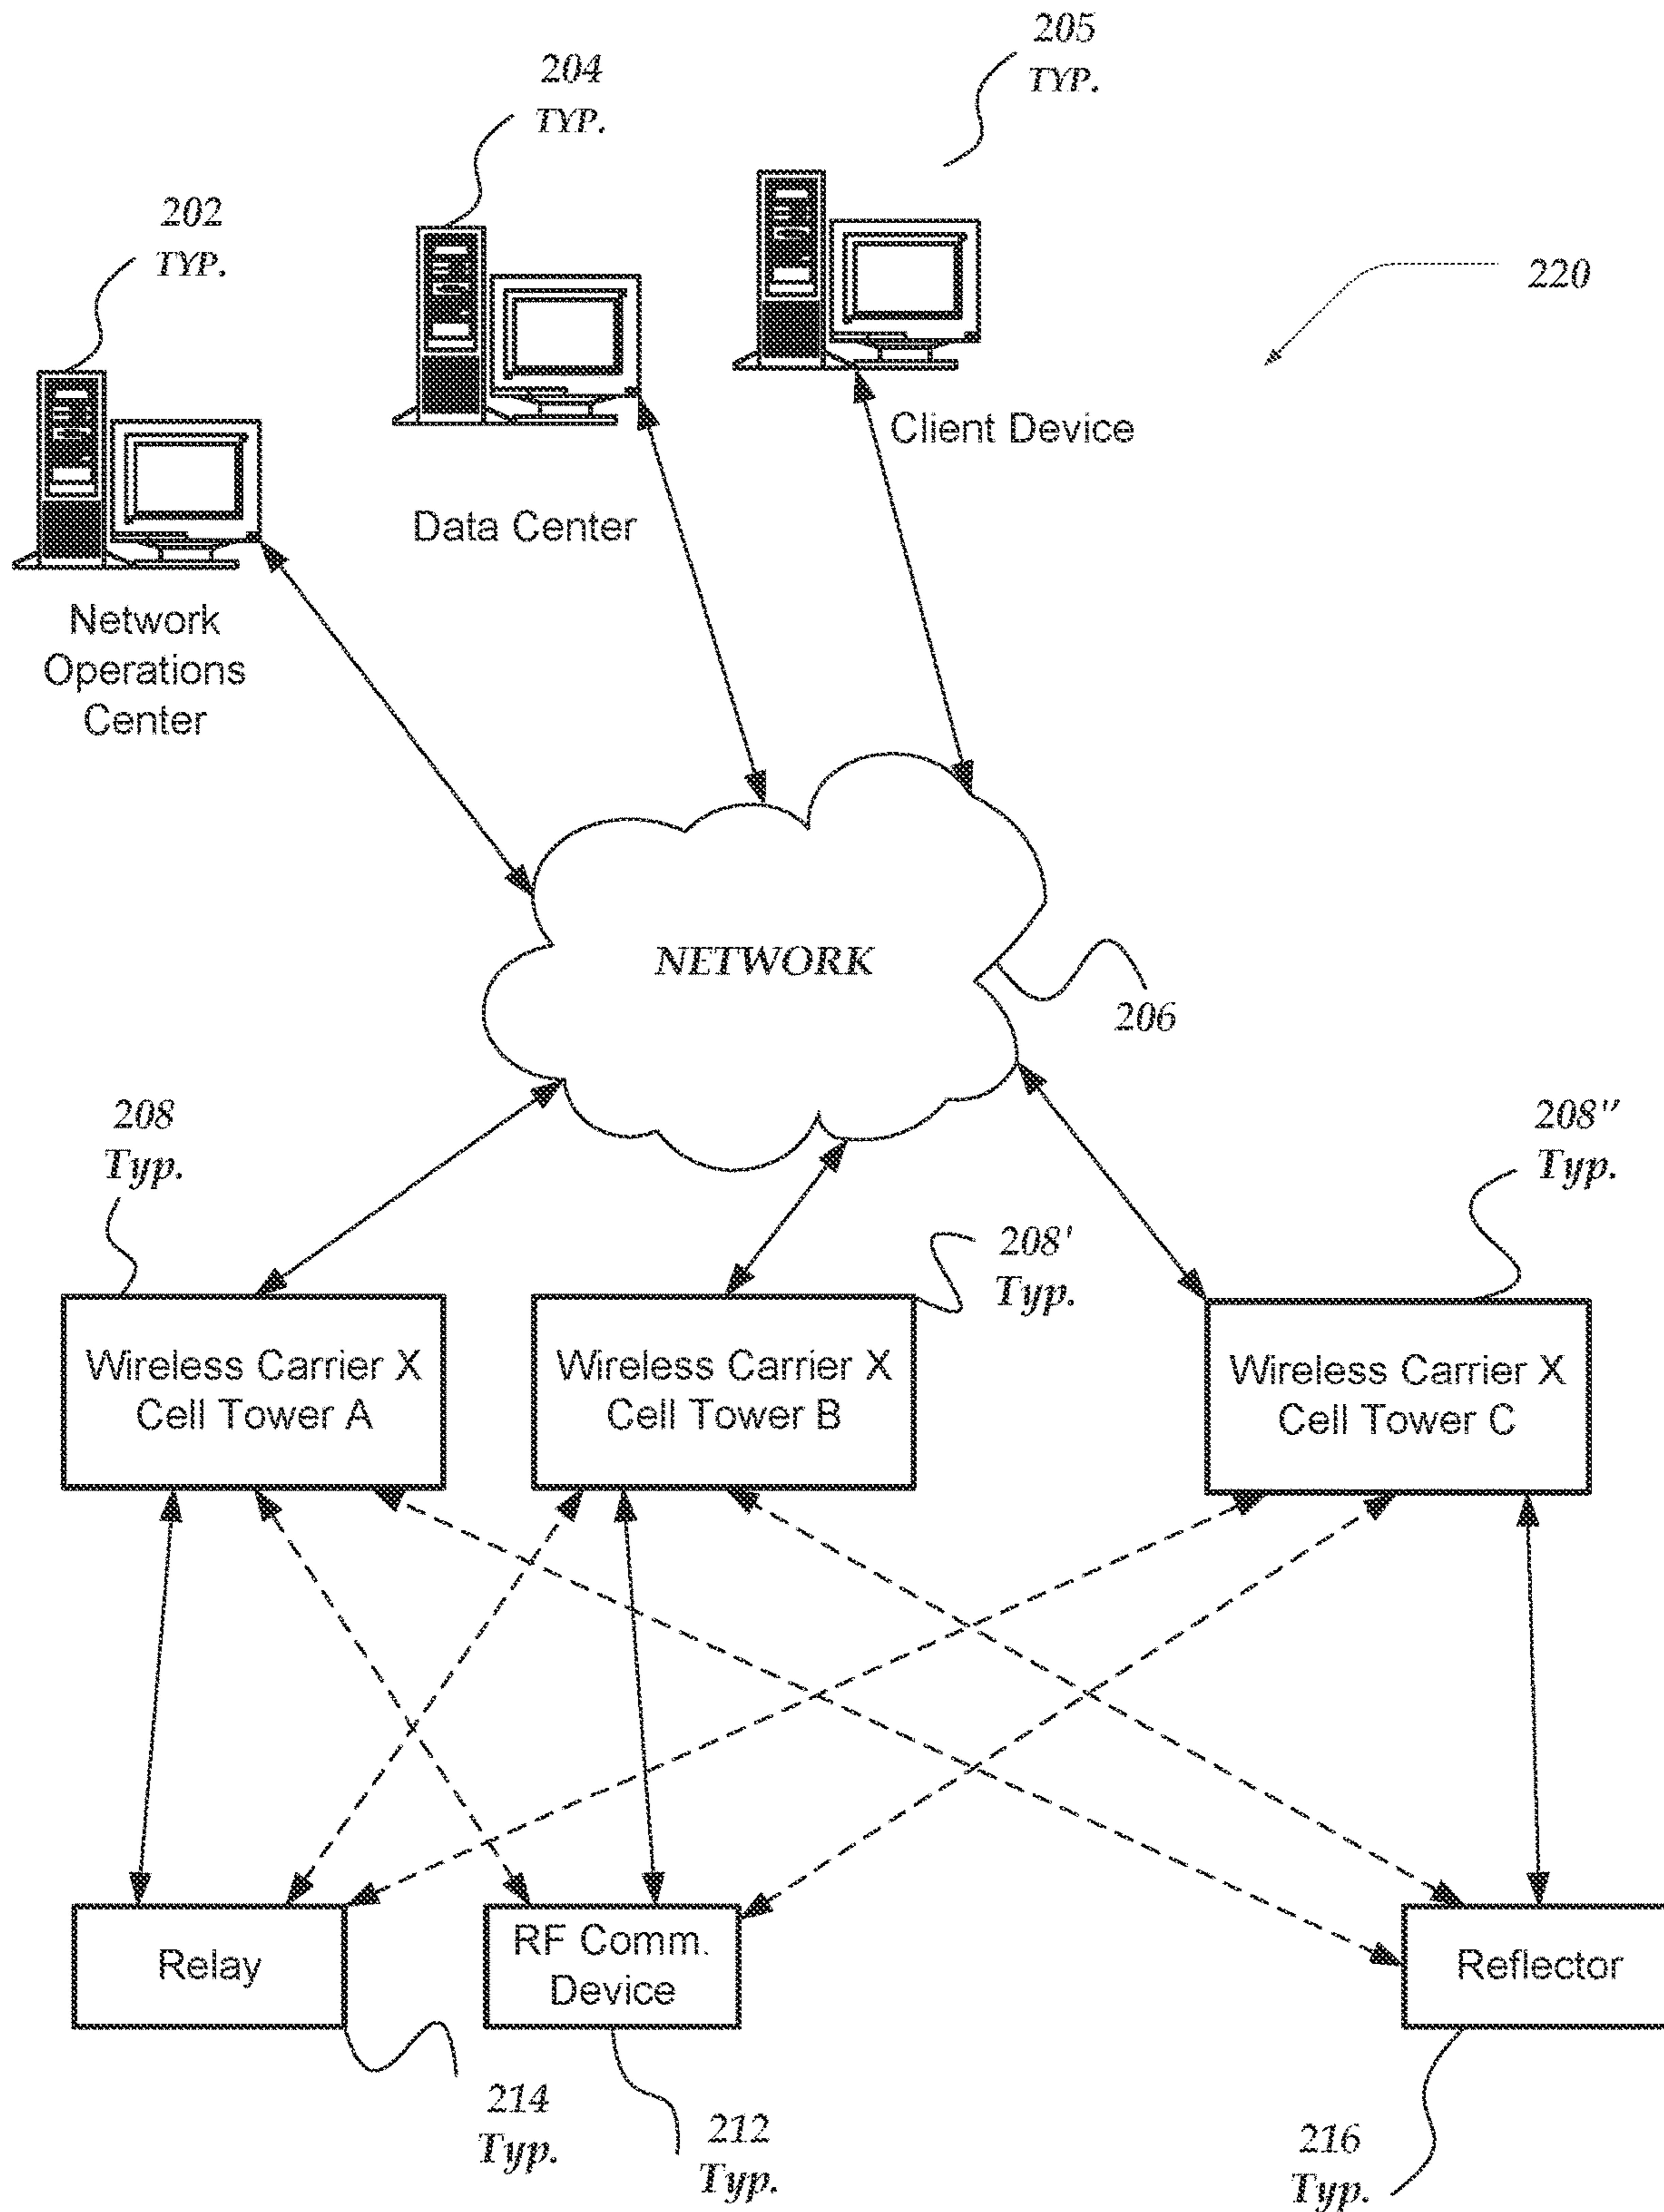 205
TYP.
204
TYP.
202
TYP.
220
Client Device
Data Center
Network
Operations
Center
NETWORK
206
208
Typ.
208'
Typ.
208"
Typ.
Wireless Carrier X
Cell Tower A
Wireless Carrier X
Cell Tower B
Wireless Carrier X
Cell Tower C
Relay
RF Comm.
Device
Reflector
214
Typ.
212
Typ.
216
Typ.